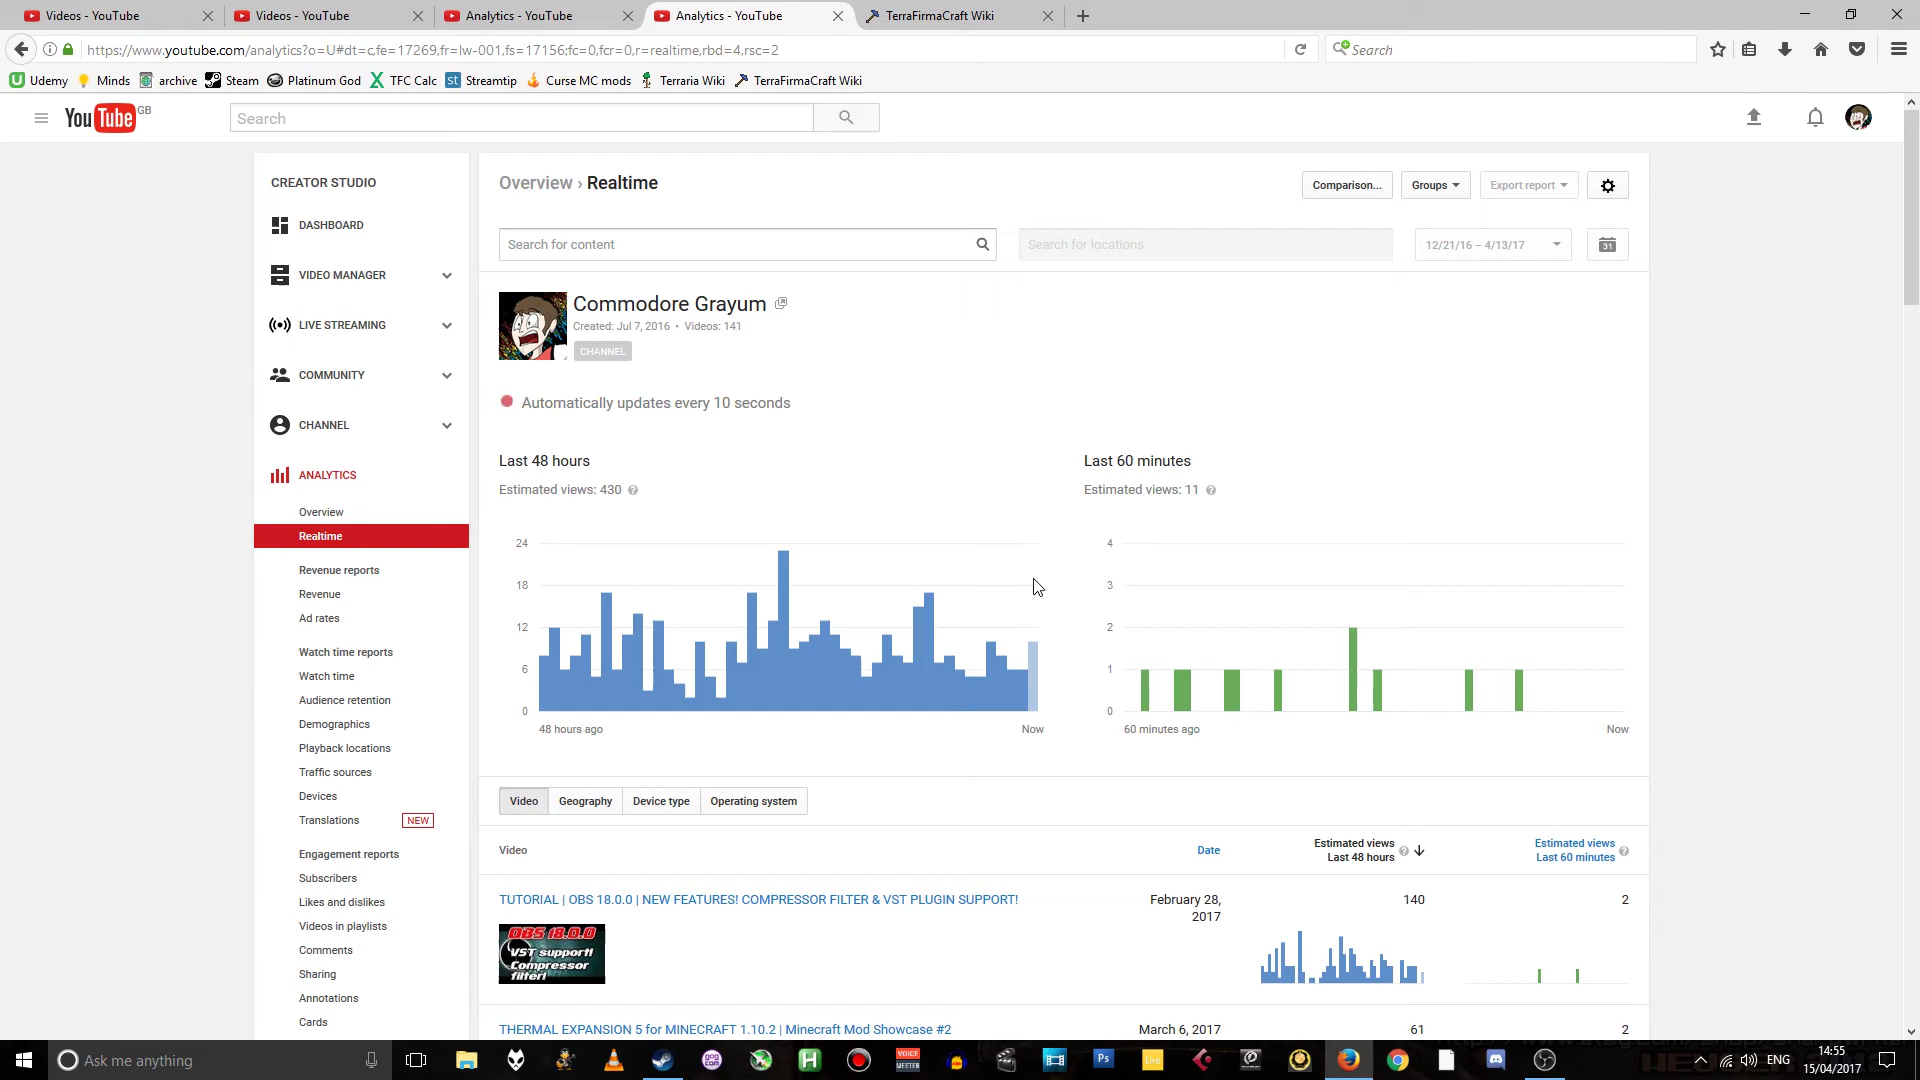 Videos - YouTube
Videos - YouTube
Analytics - YouTube
Analytics - YouTube
TerraFirmaCraft Wiki
https://www.youtube.com/analytics?o=U#dt=c,fe=17269,fr=lw-001,fs=17156;fc=0,fcr=0,r=realtime,rbd=4,rsc=2
Search
Udemy Minds archive Steam Platinum God TFC Calc Streamtip Curse MC mods Terraria Wiki TerraFirmaCraft Wiki
YouTube GB
Search
CREATOR STUDIO
DASHBOARD
VIDEO MANAGER
LIVE STREAMING
COMMUNITY
CHANNEL
ANALYTICS
Overview
Realtime
Revenue reports
Revenue
Ad rates
Watch time reports
Watch time
Audience retention
Demographics
Playback locations
Traffic sources
Devices
Translations NEW
Engagement reports
Subscribers
Likes and dislikes
Videos in playlists
Comments
Sharing
Annotations
Cards
Overview › Realtime
Comparison... Groups Export report
Search for content
Search for locations
12/21/16 – 4/13/17
31
Commodore Grayum
Created: Jul 7, 2016 • Videos: 141
CHANNEL
Automatically updates every 10 seconds
Last 48 hours
Estimated views: 430 ?
24
18
12
6
0
48 hours ago Now
Last 60 minutes
Estimated views: 11 ?
4
3
2
1
0
60 minutes ago Now
Video Geography Device type Operating system
Video
Date
Estimated views
Last 48 hours ?
Estimated views
Last 60 minutes ?
TUTORIAL | OBS 18.0.0 | NEW FEATURES! COMPRESSOR FILTER & VST PLUGIN SUPPORT!
February 28,
2017
140
2
OBS 18.0.0
VST support!
Compressor
filter!
THERMAL EXPANSION 5 for MINECRAFT 1.10.2 | Minecraft Mod Showcase #2
March 6, 2017
61
2
Ask me anything
gog
com
H
VOICE
MEETER
Ps
Live
ENG
14:55
15/04/2017